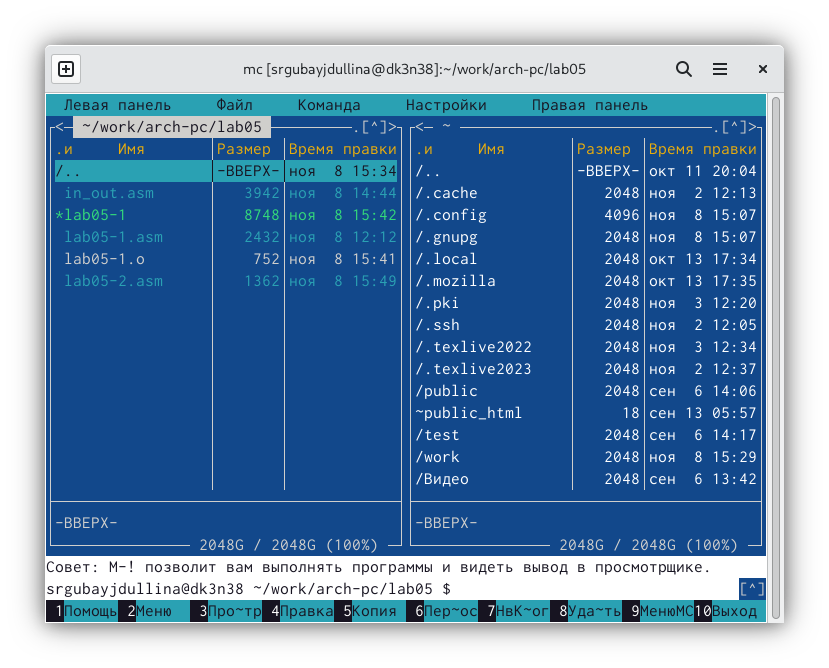 mc [srgubayjdullina@dk3n38]:~/work/arch-pc/lab05
Левая панель Файл Команда Настройки Правая панель
<─ ~/work/arch-pc/lab05 ─.[^]>
.и Имя Размер Время правки
/.. -ВВЕРХ- ноя 8 15:34
in_out.asm 3942 ноя 8 14:44
*lab05-1 8748 ноя 8 15:42
lab05-1.asm 2432 ноя 8 12:12
lab05-1.o 752 ноя 8 15:41
lab05-2.asm 1362 ноя 8 15:49
-ВВЕРХ-
2048G / 2048G (100%)
<─ ~ ─.[^]>
.и Имя Размер Время правки
/.. -ВВЕРХ- окт 11 20:04
/.cache 2048 ноя 2 12:13
/.config 4096 ноя 8 15:07
/.gnupg 2048 ноя 8 15:07
/.local 2048 окт 13 17:34
/.mozilla 2048 окт 13 17:35
/.pki 2048 ноя 3 12:20
/.ssh 2048 ноя 2 12:05
/.texlive2022 2048 ноя 3 12:34
/.texlive2023 2048 ноя 2 12:37
/public 2048 сен 6 14:06
~public_html 18 сен 13 05:57
/test 2048 сен 6 14:17
/work 2048 ноя 8 15:29
/Видео 2048 сен 6 13:42
-ВВЕРХ-
2048G / 2048G (100%)
Совет: M-! позволит вам выполнять программы и видеть вывод в просмотрщике.
srgubayjdullina@dk3n38 ~/work/arch-pc/lab05 $ [^]
1Помощь 2Меню 3Про~тр 4Правка 5Копия 6Пер~ос 7НвК~ог 8Уда~ть 9МенюMC 10Выход